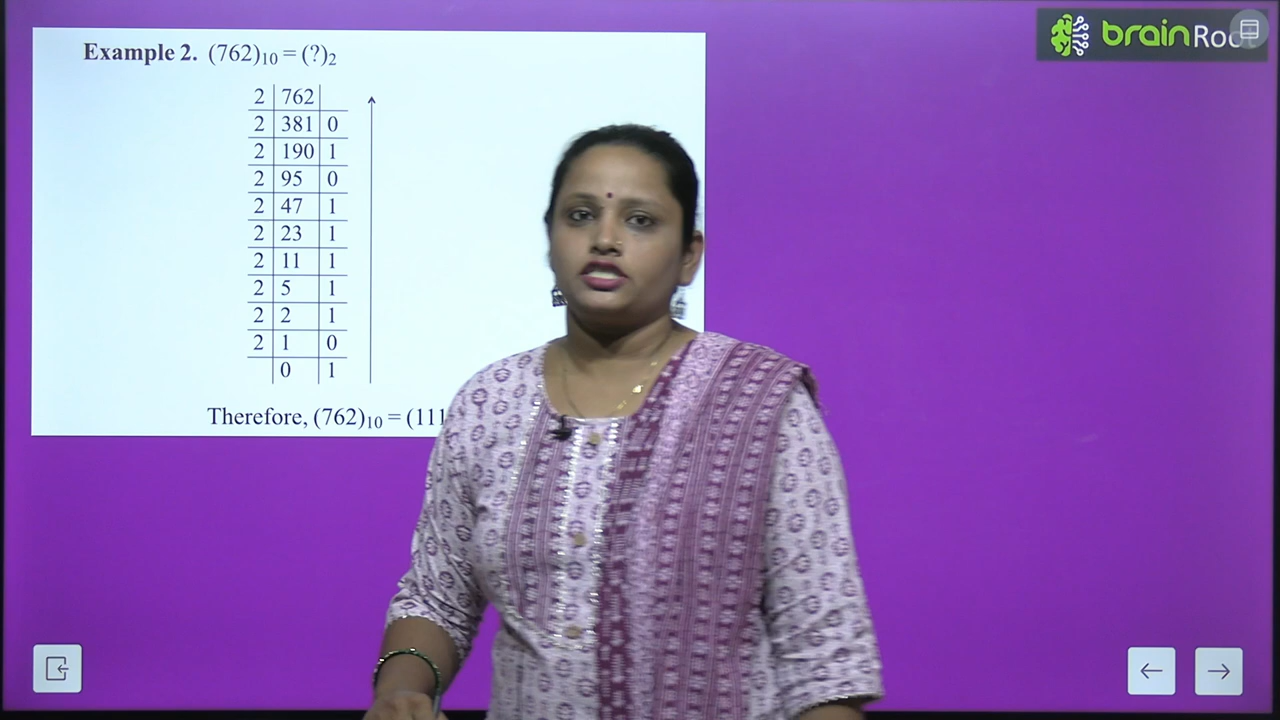 brainRoot
Example 2. (762)₁₀ = (?)₂
2 762
2 381 0
2 190 1
2 95 0
2 47 1
2 23 1
2 11 1
2 5 1
2 2 1
2 1 0
0 1
Therefore, (762)₁₀ = (111